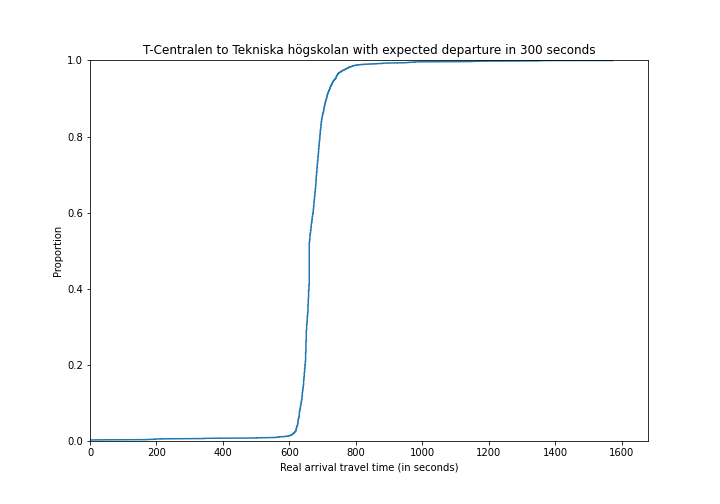 T-Centralen to Tekniska högskolan with expected departure in 300 seconds
1.0
0.8
0.6
0.4
0.2
0.0
Proportion
0 200 400 600 800 1000 1200 1400 1600
Real arrival travel time (in seconds)